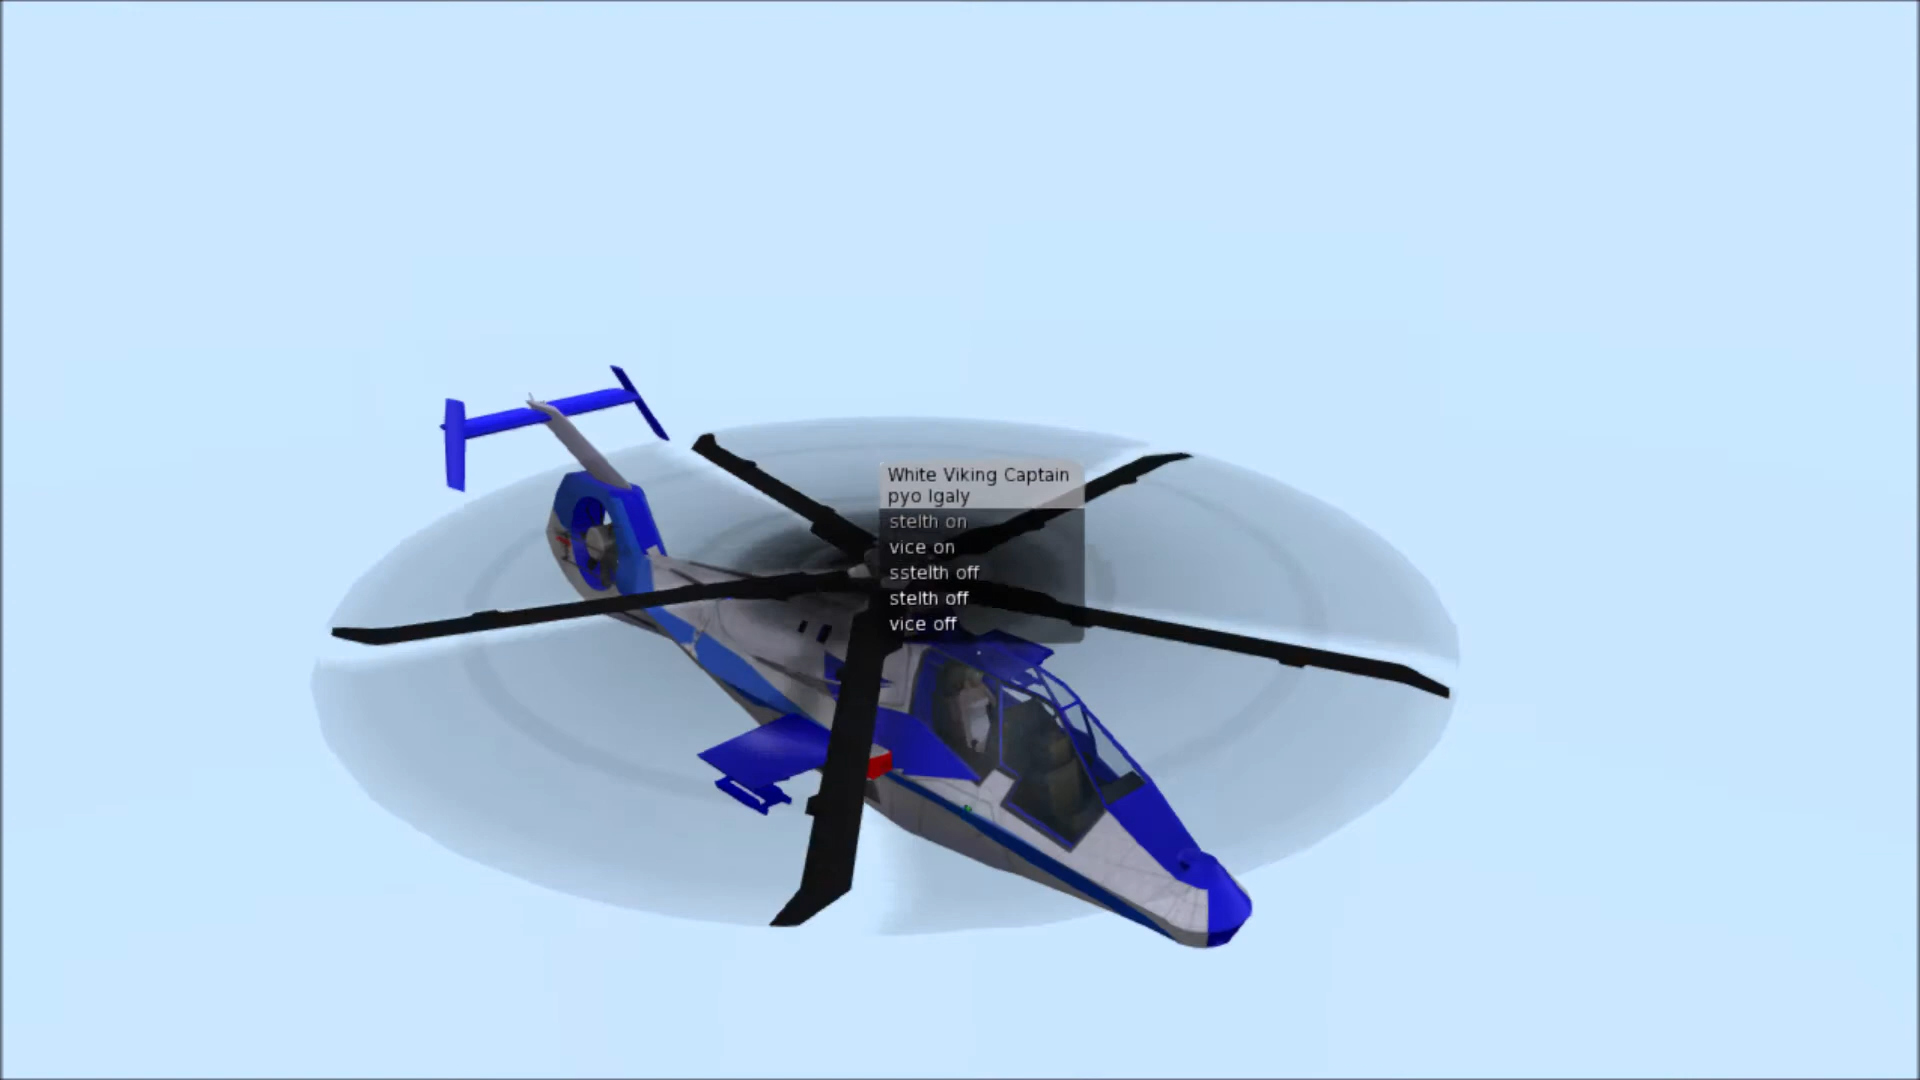 White Viking Captain
pyo Igaly
stelth on
vice on
sstelth off
stelth off
vice off